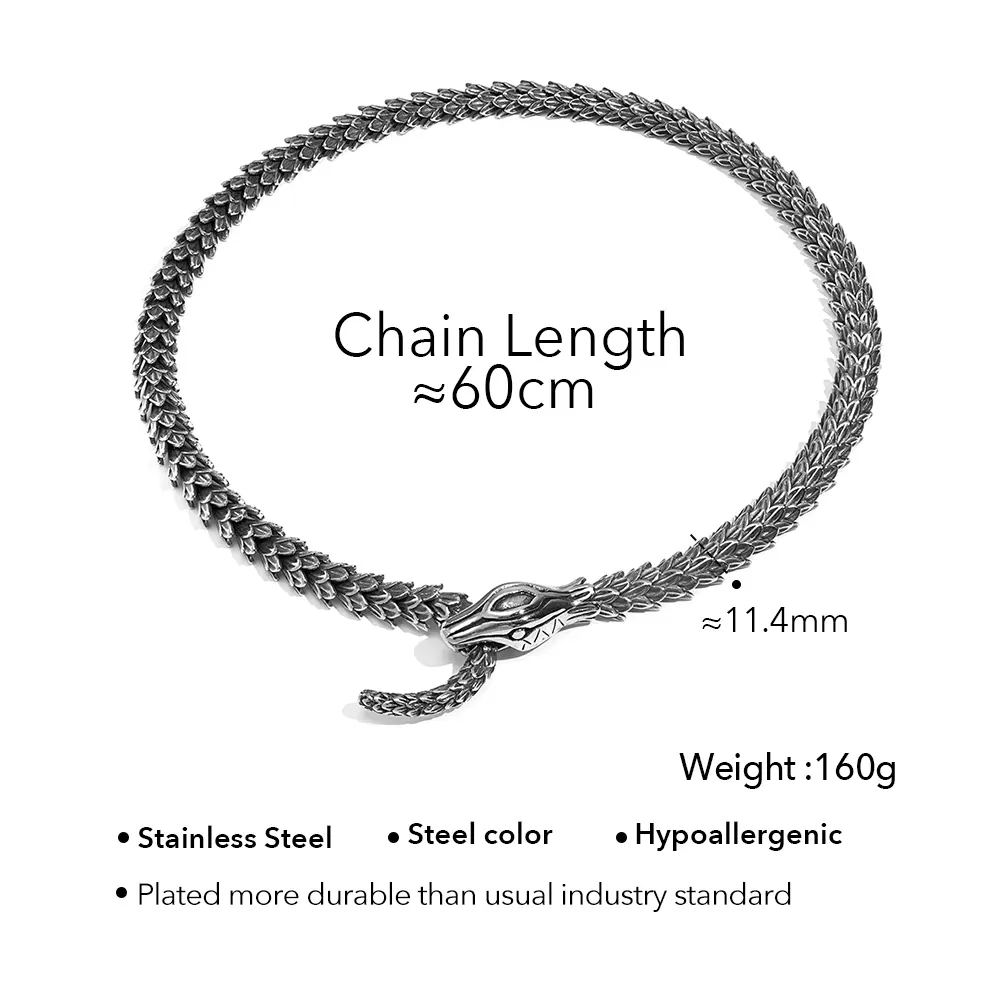 Chain Length
≈60cm
≈11.4mm
Weight :160g
• Stainless Steel
• Steel color
• Hypoallergenic
• Plated more durable than usual industry standard